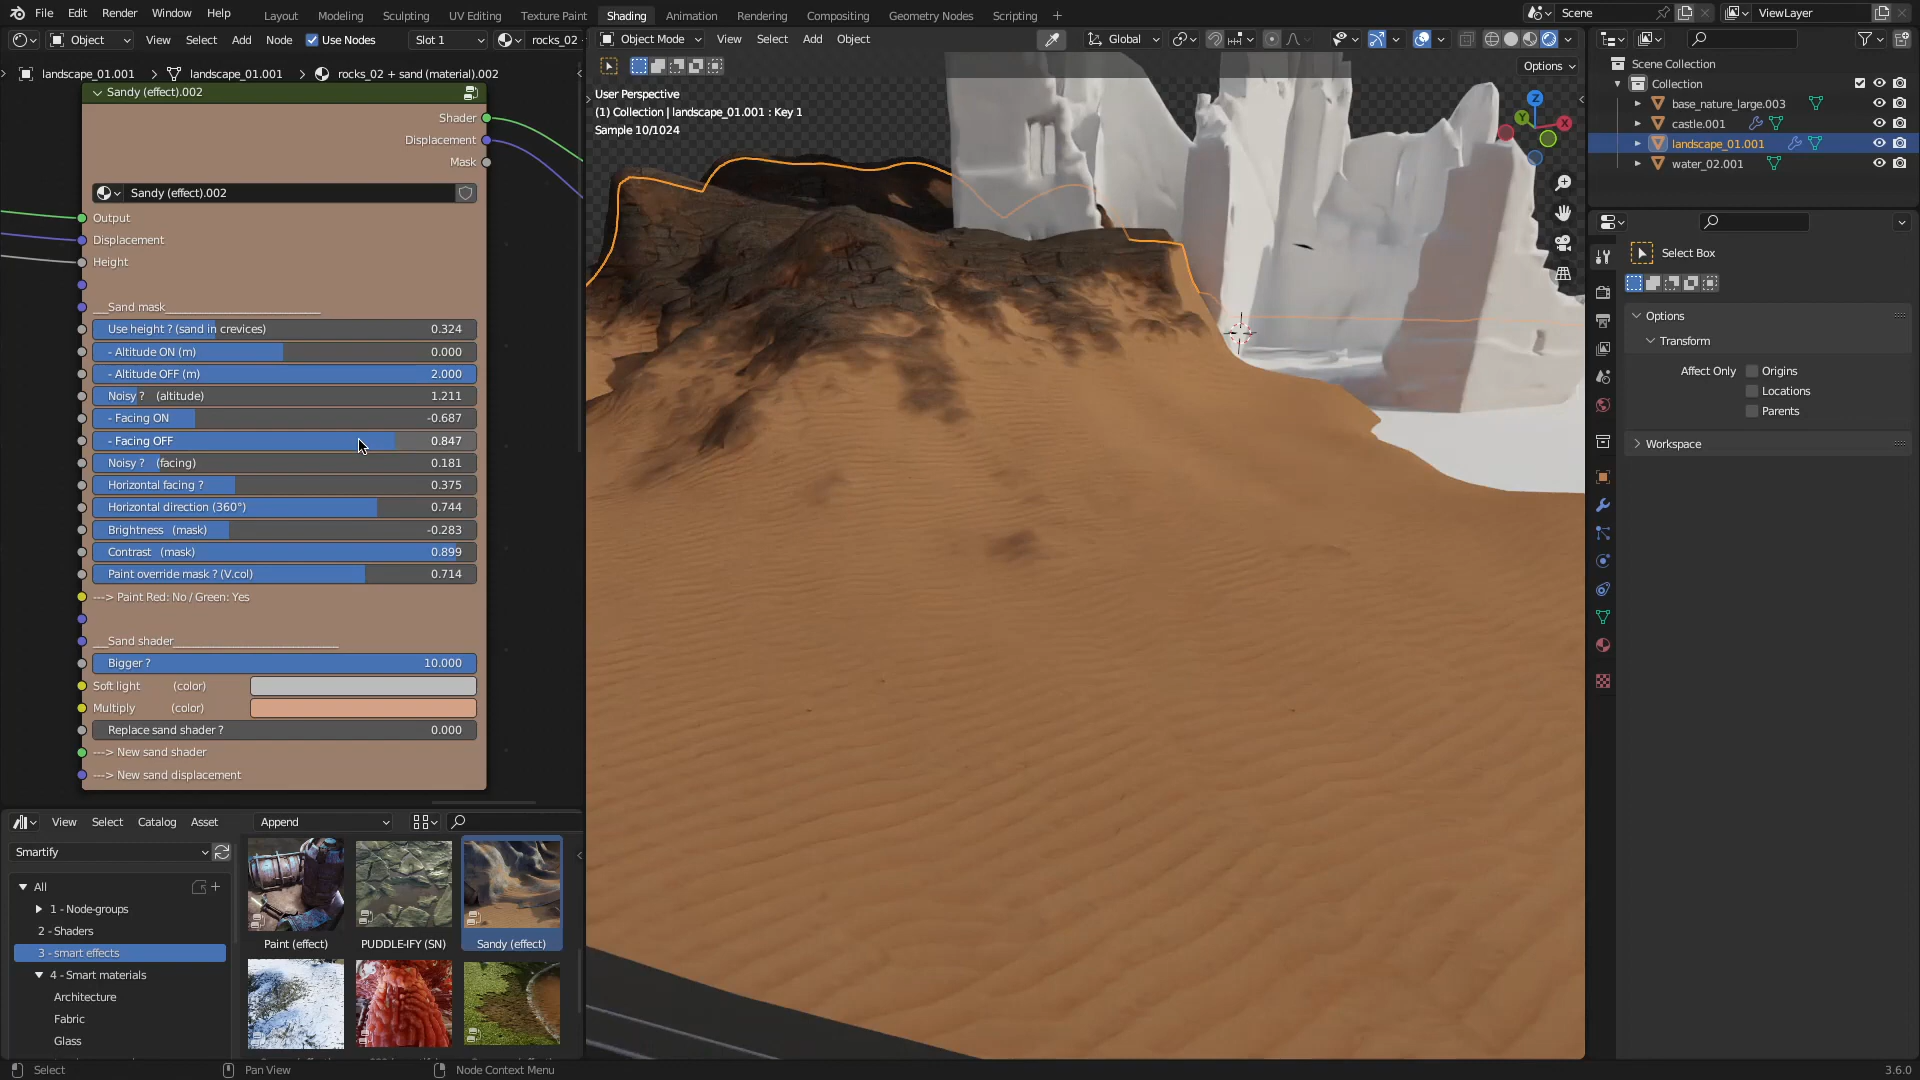 File Edit Render Window Help Layout Modeling Sculpting UV Editing Texture Paint Shading Animation Rendering Compositing Geometry Nodes Scripting + Scene ViewLayer
Object View Select Add Node Use Nodes Slot 1 rocks_02
Object Mode View Select Add Object Global
landscape_01.001 > landscape_01.001 > rocks_02 + sand (material).002
Options
Sandy (effect).002
Shader
Displacement
Mask
Sandy (effect).002
Output
Displacement
Height
__Sand mask______________________________
Use height ? (sand in crevices) 0.324
- Altitude ON (m) 0.000
- Altitude OFF (m) 2.000
Noisy ? (altitude) 1.211
- Facing ON -0.687
- Facing OFF 0.847
Noisy ? (facing) 0.181
Horizontal facing ? 0.375
Horizontal direction (360°) 0.744
Brightness (mask) -0.283
Contrast (mask) 0.899
Paint override mask ? (V.col) 0.714
---> Paint Red: No / Green: Yes
__Sand shader________________________________
Bigger ? 10.000
Soft light (color)
Multiply (color)
Replace sand shader ? 0.000
---> New sand shader
---> New sand displacement
User Perspective
(1) Collection | landscape_01.001 : Key 1
Sample 10/1024
Z
Y
X
Scene Collection
Collection
base_nature_large.003
castle.001
landscape_01.001
water_02.001
Select Box
Options
Transform
Affect Only Origins
Locations
Parents
Workspace
View Select Catalog Asset Append
Smartify
All
1 - Node-groups
2 - Shaders
3 - smart effects
4 - Smart materials
Architecture
Fabric
Glass
Paint (effect) PUDDLE-IFY (SN) Sandy (effect)
Select Pan View Node Context Menu 3.6.0